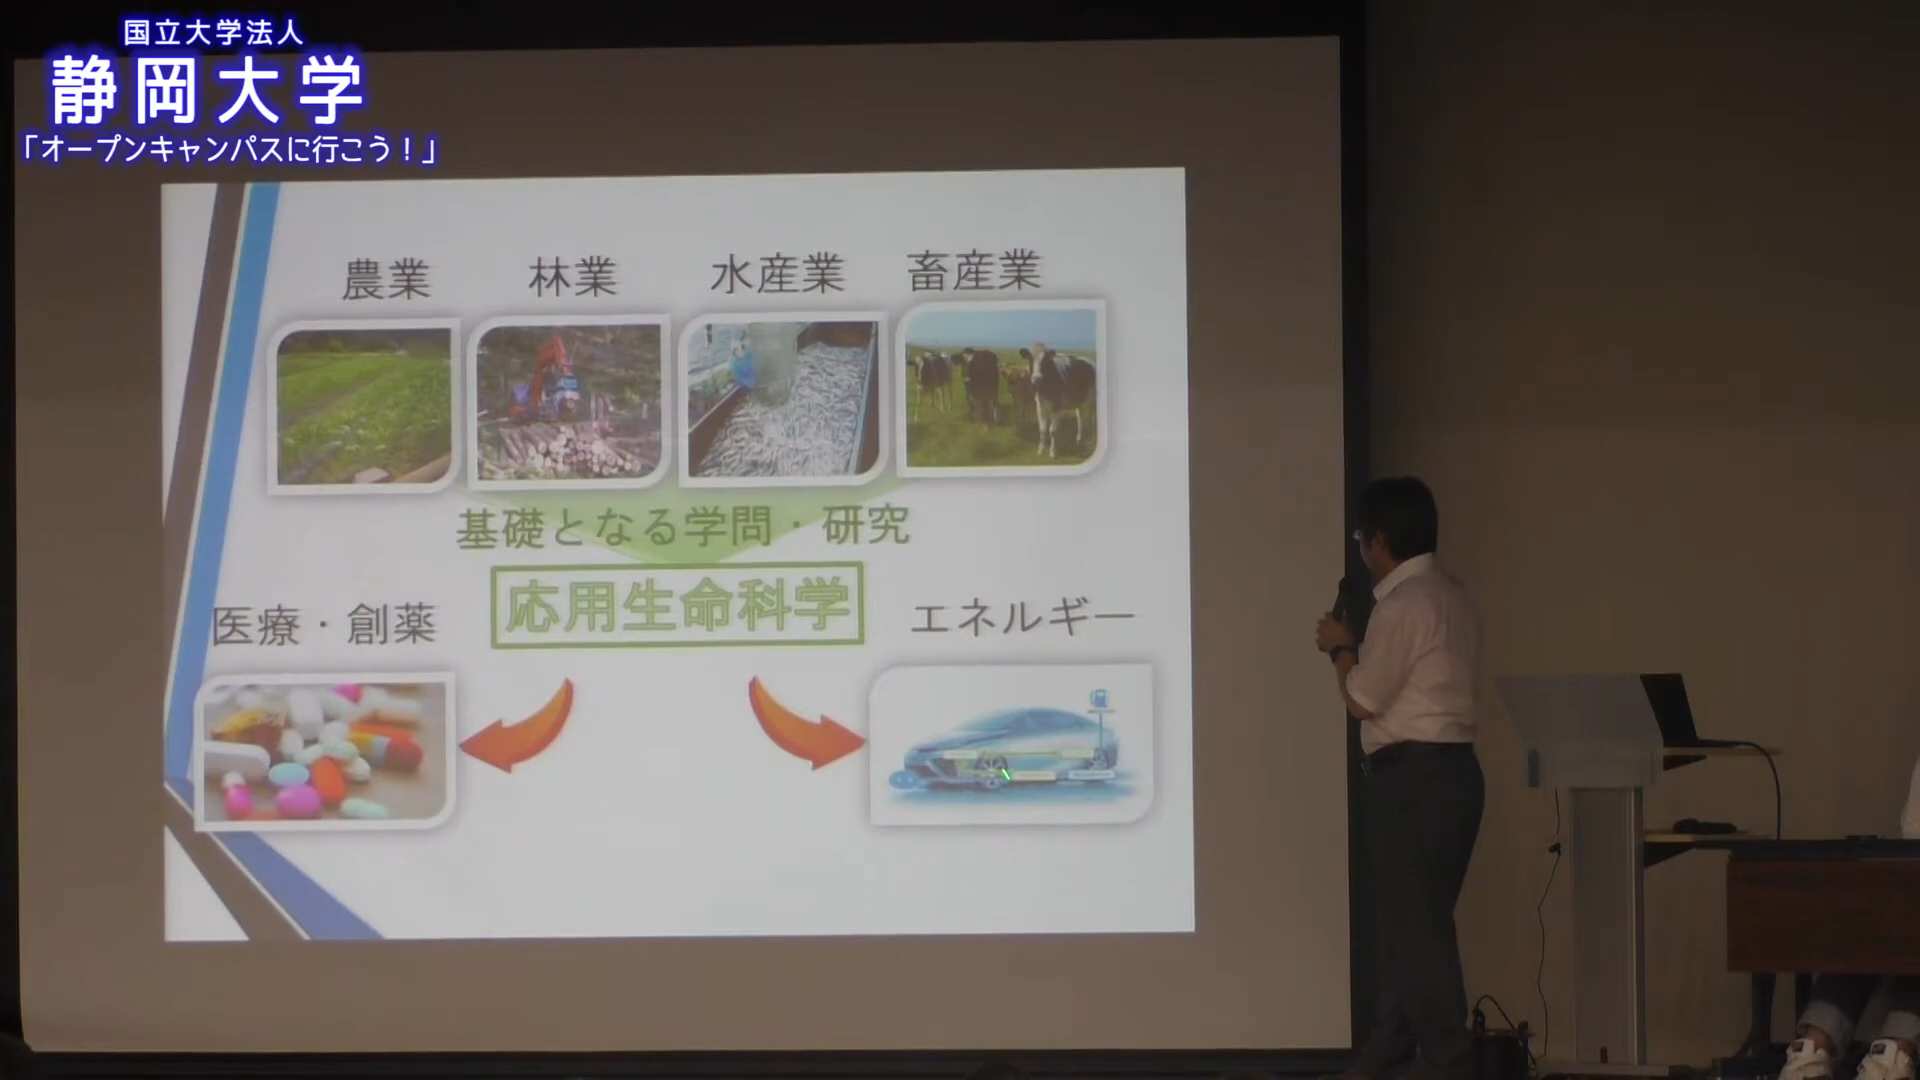 国立大学法人
静岡大学
「オープンキャンパスに行こう!」
農業
林業
水産業
畜産業
基礎となる学問・研究
応用生命科学
医療・創薬
エネルギー